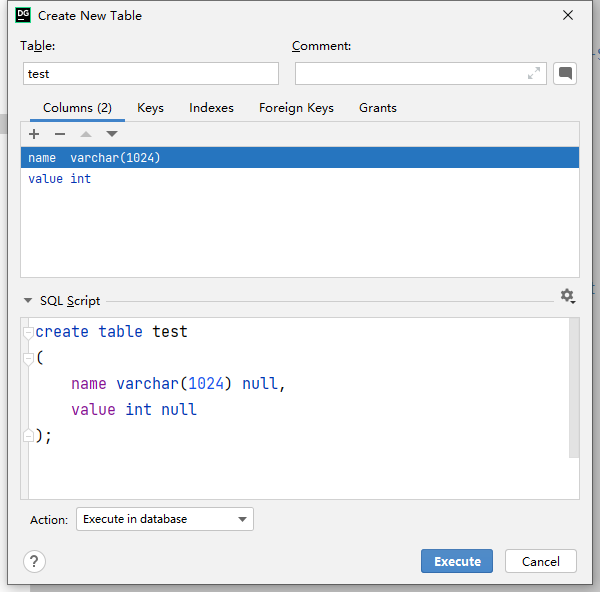 DG Create New Table
Table: Comment:
test
Columns (2) Keys Indexes Foreign Keys Grants
name varchar(1024)
value int
SQL Script
create table test
(
name varchar(1024) null,
value int null
);
Action: Execute in database
? Execute Cancel